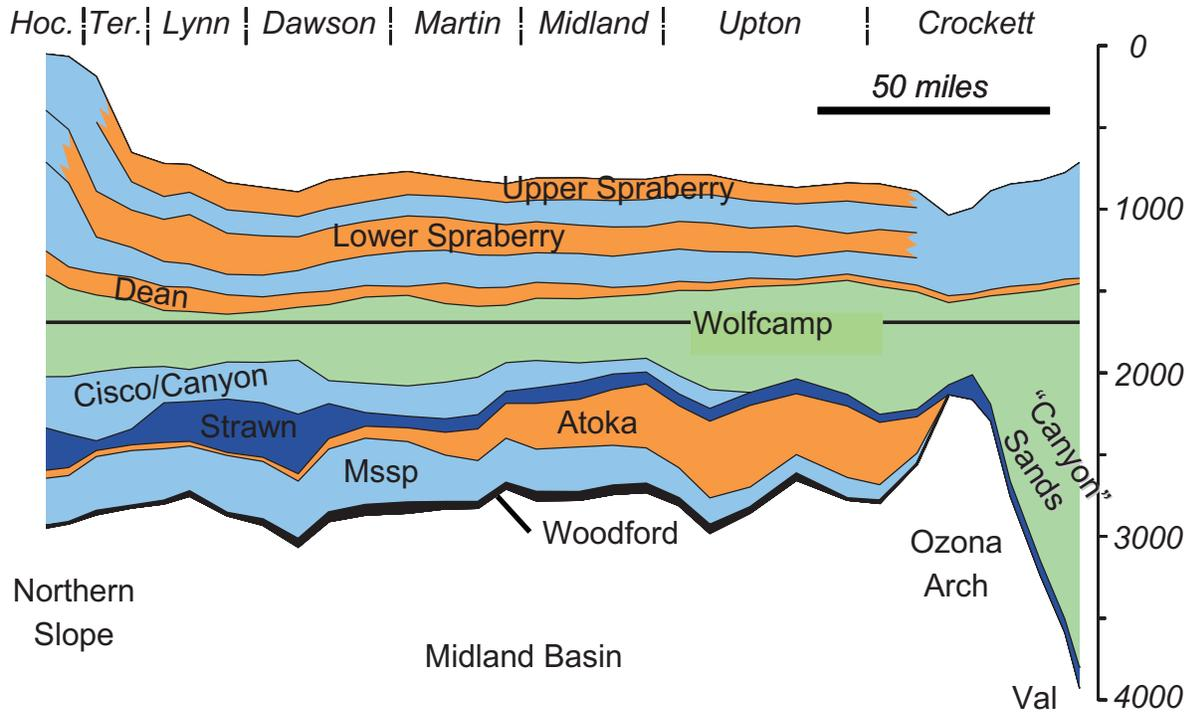 Hoc. Ter. Lynn Dawson Martin Midland Upton Crockett
0
50 miles
Upper Spraberry
1000
Lower Spraberry
Dean
Wolfcamp
2000
Cisco/Canyon
Strawn
Atoka
"Canyon"
Sands
Mssp
Woodford
3000
Ozona
Arch
Northern
Slope
Midland Basin
Val
4000